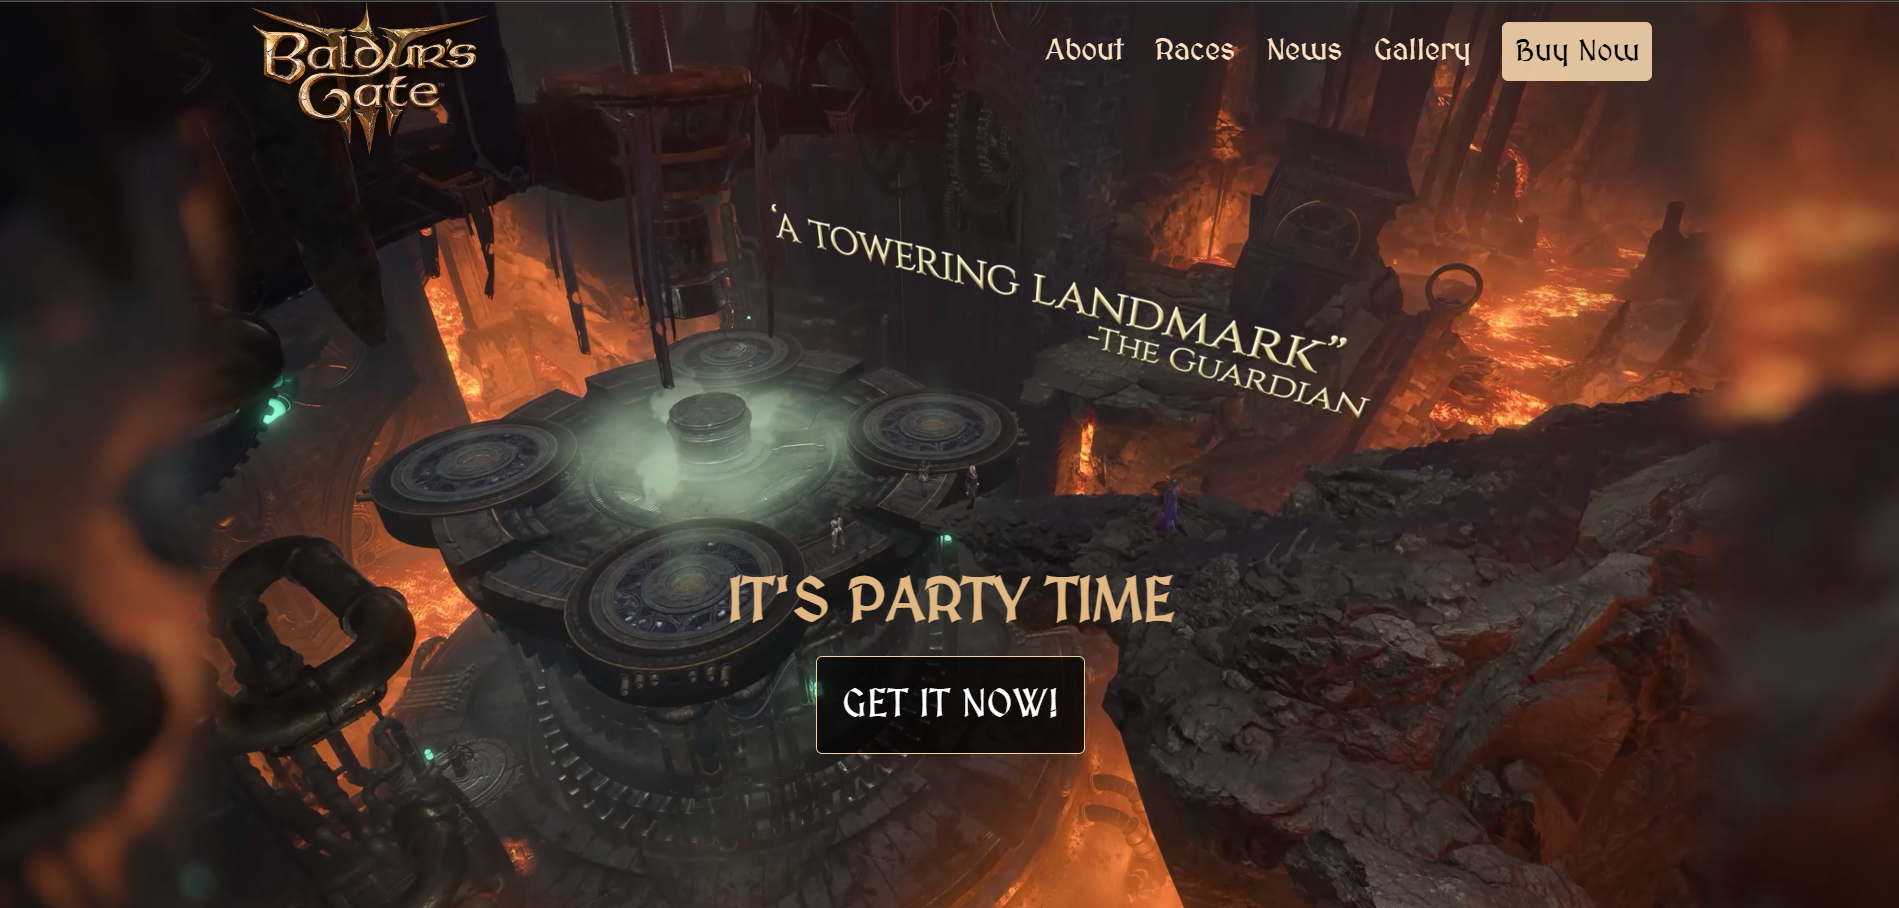 Baldur's
Gate
About Races News Gallery Buy Now
‘A TOWERING LANDMARK”
-THE GUARDIAN
IT'S PARTY TIME
GET IT NOW!